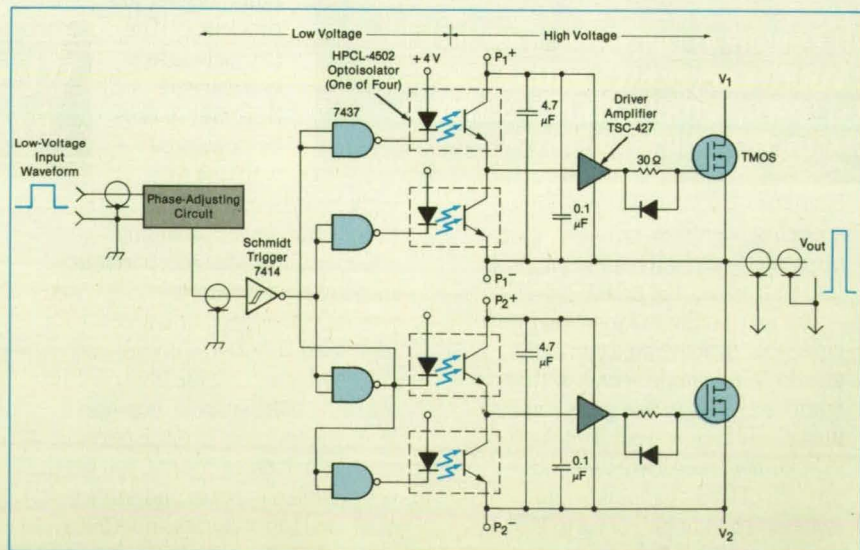 Low Voltage
High Voltage
HPCL-4502
Optoisolator
(One of Four)
+4 V
P1+
V1
7437
4.7
μF
Driver
Amplifier
TSC-427
Low-Voltage
Input
Waveform
30 Ω
TMOS
Phase-Adjusting
Circuit
0.1
μF
Schmidt
Trigger
7414
Vout
P1−
P2+
4.7
μF
0.1
μF
P2−
V2